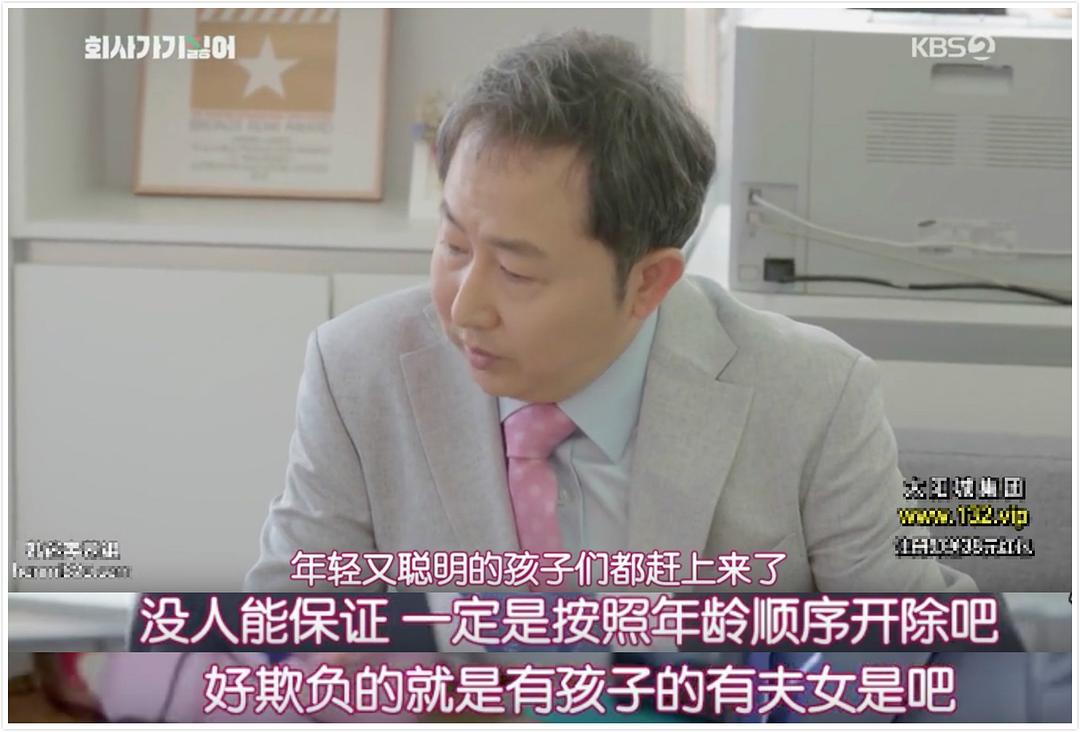 회사가기싫어
KBS2
年轻又聪明的孩子们都赶上来了
没人能保证 一定是按照年龄顺序开除吧
好欺负的就是有孩子的有夫女是吧
www.132.vip